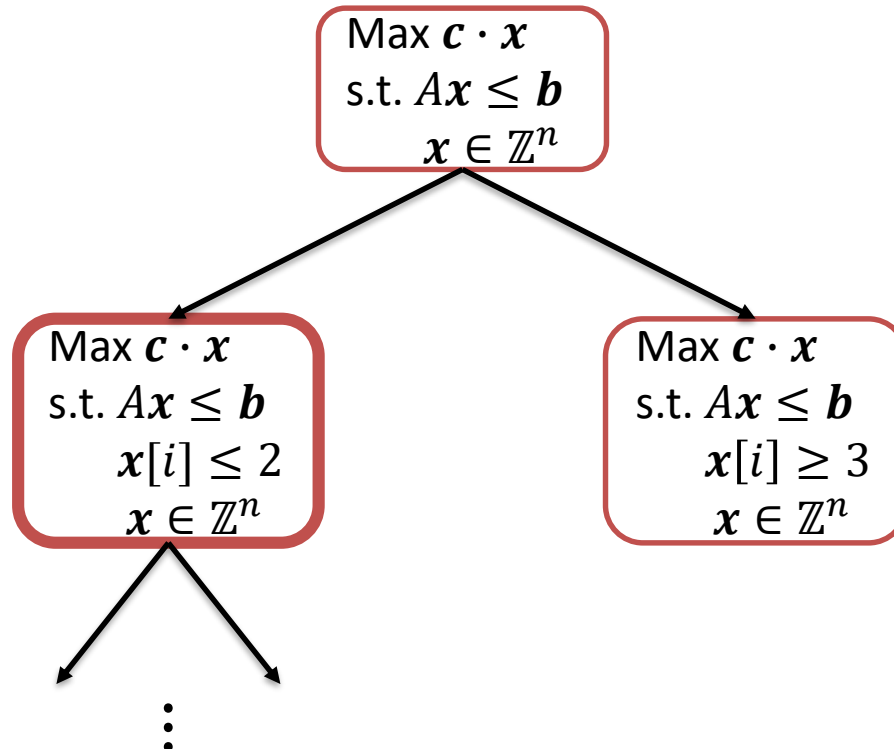 Max 𝒄 · 𝒙
s.t. A𝒙 ≤ 𝒃
𝒙 ∈ ℤⁿ
Max 𝒄 · 𝒙
s.t. A𝒙 ≤ 𝒃
𝒙[i] ≤ 2
𝒙 ∈ ℤⁿ
Max 𝒄 · 𝒙
s.t. A𝒙 ≤ 𝒃
𝒙[i] ≥ 3
𝒙 ∈ ℤⁿ
⋮